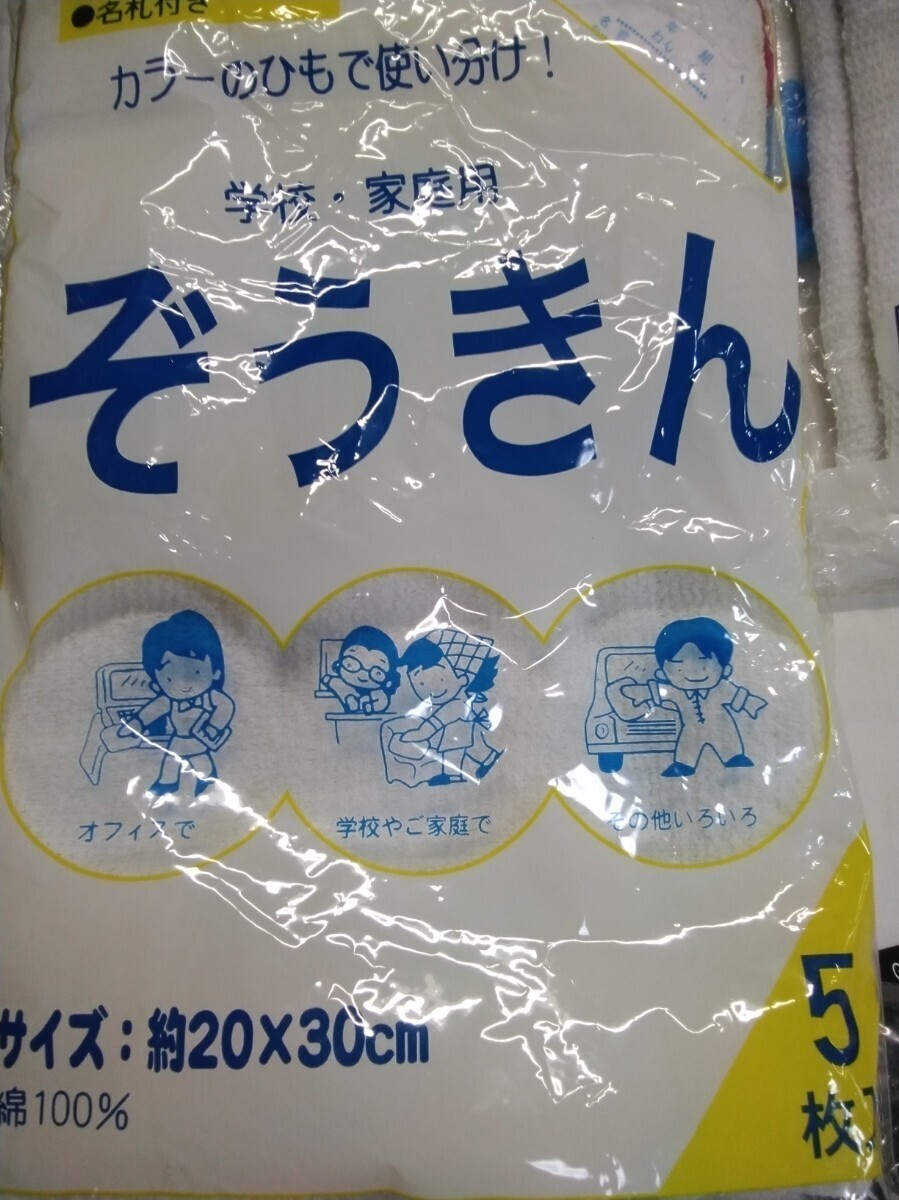 ●名札付き
カラーのひもで使い分け！
年 組
学校・家庭用
ぞうきん
オフィスで
学校やご家庭で
その他いろいろ
サイズ：約20×30cm
綿100%
5
枚